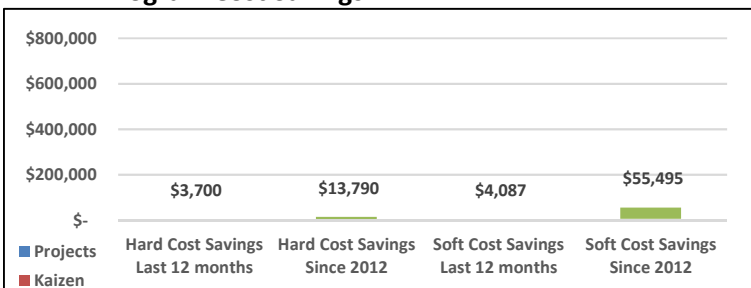 $800,000
$600,000
$400,000
$200,000
$-
$3,700
$13,790
$4,087
$55,495
Hard Cost Savings
Last 12 months
Hard Cost Savings
Since 2012
Soft Cost Savings
Last 12 months
Soft Cost Savings
Since 2012
Projects
Kaizen